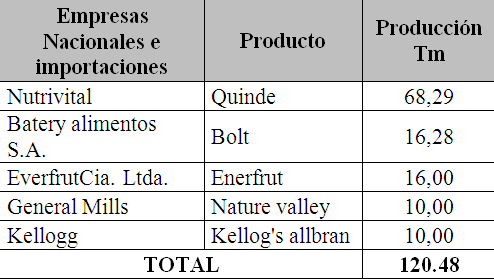 Empresas Nacionales e importaciones Producto Producción Tm
Nutrivital Quinde 68,29
Batery alimentos S.A. Bolt 16,28
EverfrutCia. Ltda. Enerfrut 16,00
General Mills Nature valley 10,00
Kellogg Kellog's allbran 10,00
TOTAL 120.48